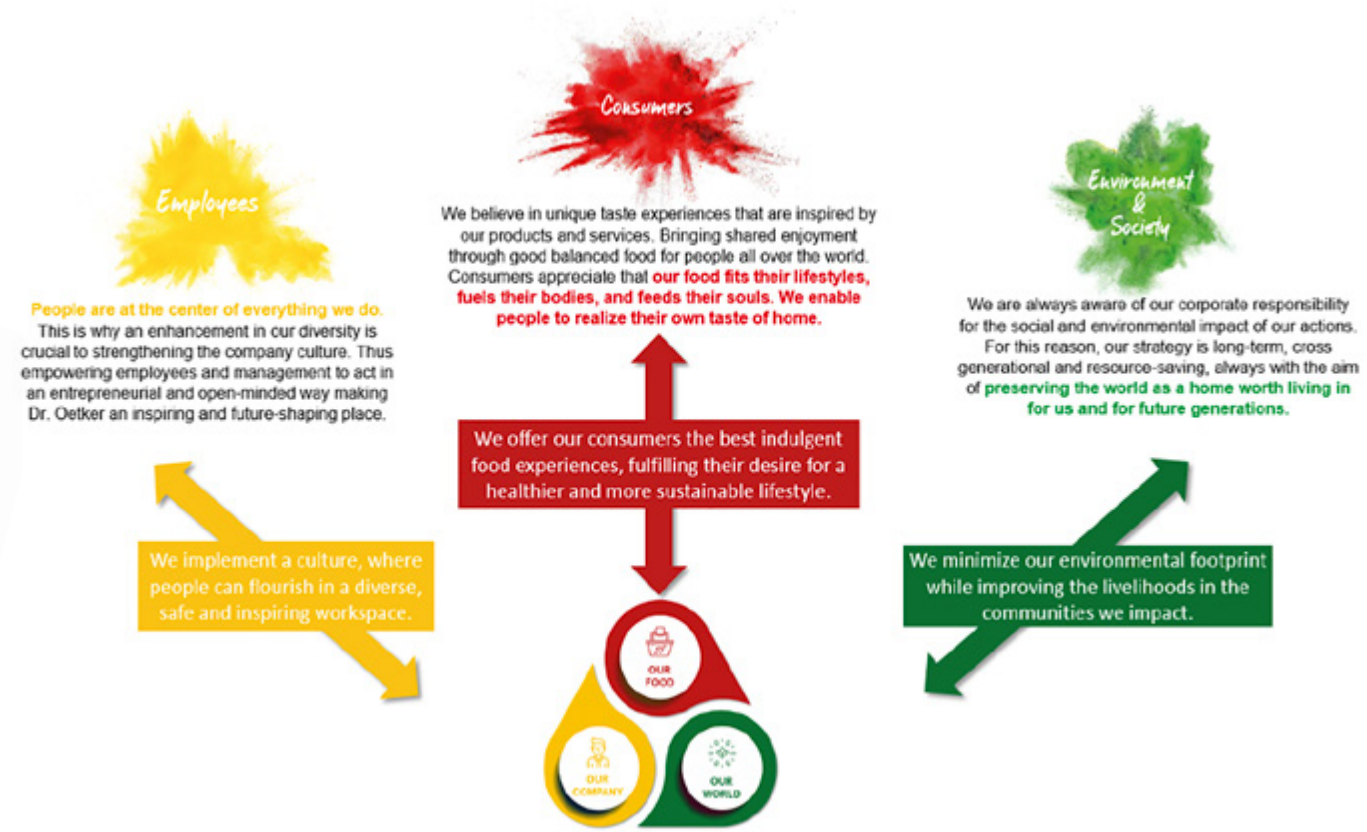 Consumers
We believe in unique taste experiences that are inspired by
our products and services. Bringing shared enjoyment
through good balanced food for people all over the world.
Consumers appreciate that our food fits their lifestyles,
fuels their bodies, and feeds their souls. We enable
people to realize their own taste of home.
Employees
People are at the center of everything we do.
This is why an enhancement in our diversity is
crucial to strengthening the company culture. Thus
empowering employees and management to act in
an entrepreneurial and open-minded way making
Dr. Oetker an inspiring and future-shaping place.
Environment
&
Society
We are always aware of our corporate responsibility
for the social and environmental impact of our actions.
For this reason, our strategy is long-term, cross
generational and resource-saving, always with the aim
of preserving the world as a home worth living in
for us and for future generations.
We offer our consumers the best indulgent
food experiences, fulfilling their desire for a
healthier and more sustainable lifestyle.
We implement a culture, where
people can flourish in a diverse,
safe and inspiring workspace.
We minimize our environmental footprint
while improving the livelihoods in the
communities we impact.
OUR
FOOD
OUR
COMPANY
OUR
WORLD